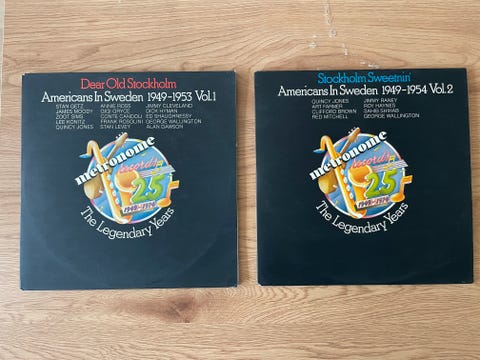 Dear Old Stockholm
Americans In Sweden 1949-1953 Vol.1
STAN GETZ ANNIE ROSS JIMMY CLEVELAND
JAMES MOODY GIGI GRYCE DICK HYMAN
ZOOT SIMS CONTE CANDOLI ED SHAUGHNESSY
LEE KONITZ FRANK ROSOLINI GEORGE WALLINGTON
QUINCY JONES STAN LEVEY ALAN DAWSON
metronome
records
25
1949-1974
The Legendary Years
Stockholm Sweetnin'
Americans In Sweden 1949-1954 Vol.2
QUINCY JONES JIMMY RANEY
ART FARMER ROY HAYNES
CLIFFORD BROWN SAHIB SHIHAB
RED MITCHELL GEORGE WALLINGTON
metronome
records
25
1949-1974
The Legendary Years